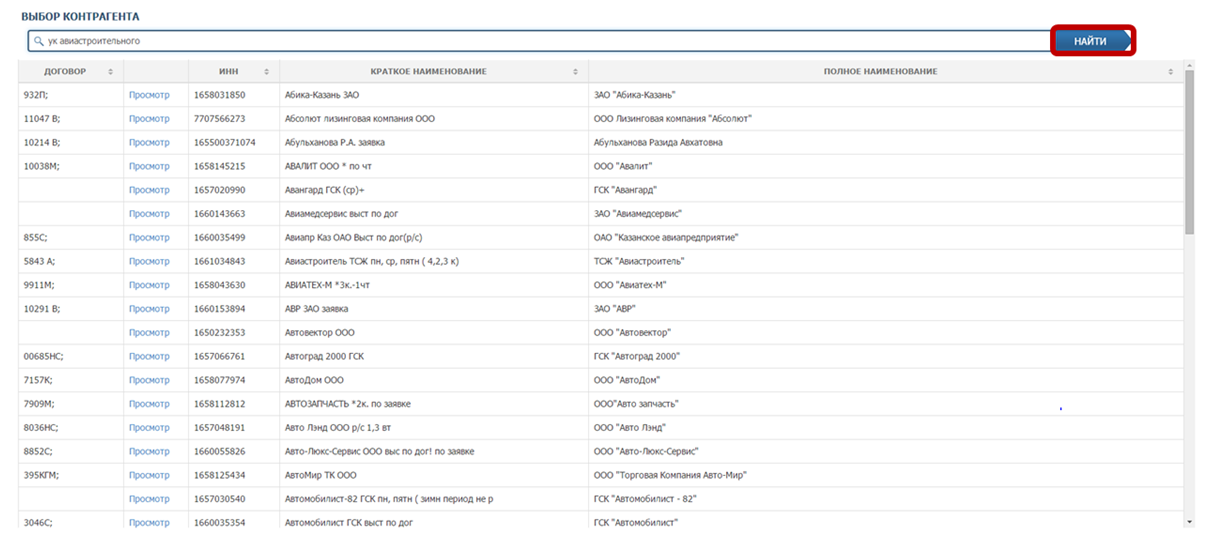 ВЫБОР КОНТРАГЕНТА
ук авиастроительного НАЙТИ
ДОГОВОР ИНН КРАТКОЕ НАИМЕНОВАНИЕ ПОЛНОЕ НАИМЕНОВАНИЕ
932П; Просмотр 1658031850 Абика-Казань ЗАО ЗАО "Абика-Казань"
11047 В; Просмотр 7707566273 Абсолют лизинговая компания ООО ООО Лизинговая компания "Абсолют"
10214 В; Просмотр 165500371074 Абульханова Р.А. заявка Абульханова Разида Авхатовна
10038М; Просмотр 1658145215 АВАЛИТ ООО * по чт ООО "Авалит"
Просмотр 1657020990 Авангард ГСК (ср)+ ГСК "Авангард"
Просмотр 1660143663 Авиамедсервис выст по дог ЗАО "Авиамедсервис"
855С; Просмотр 1660035499 Авиапр Каз ОАО Выст по дог(р/с) ОАО "Казанское авиапредприятие"
5843 А; Просмотр 1661034843 Авиастроитель ТСЖ пн, ср, пятн ( 4,2,3 к) ТСЖ "Авиастроитель"
9911М; Просмотр 1658043630 АВИАТЕХ-М *3к.-1чт ООО "Авиатех-М"
10291 В; Просмотр 1660153894 АВР ЗАО заявка ЗАО "АВР"
Просмотр 1650232353 Автовектор ООО ООО "Автовектор"
00685НС; Просмотр 1657066761 Автоград 2000 ГСК ГСК "Автоград 2000"
7157К; Просмотр 1658077974 АвтоДом ООО ООО "АвтоДом"
7909М; Просмотр 1658112812 АВТОЗАПЧАСТЬ *2к. по заявке ООО"Авто запчасть"
8036НС; Просмотр 1657048191 Авто Лэнд ООО р/с 1,3 вт ООО "Авто Лэнд"
8852С; Просмотр 1660055826 Авто-Люкс-Сервис ООО выс по дог! по заявке ООО "Авто-Люкс-Сервис"
395КГМ; Просмотр 1658125434 АвтоМир ТК ООО ООО "Торговая Компания Авто-Мир"
Просмотр 1657030540 Автомобилист-82 ГСК пн, пятн ( зимн период не р ГСК "Автомобилист - 82"
3046С; Просмотр 1660035354 Автомобилист ГСК выст по дог ГСК "Автомобилист"